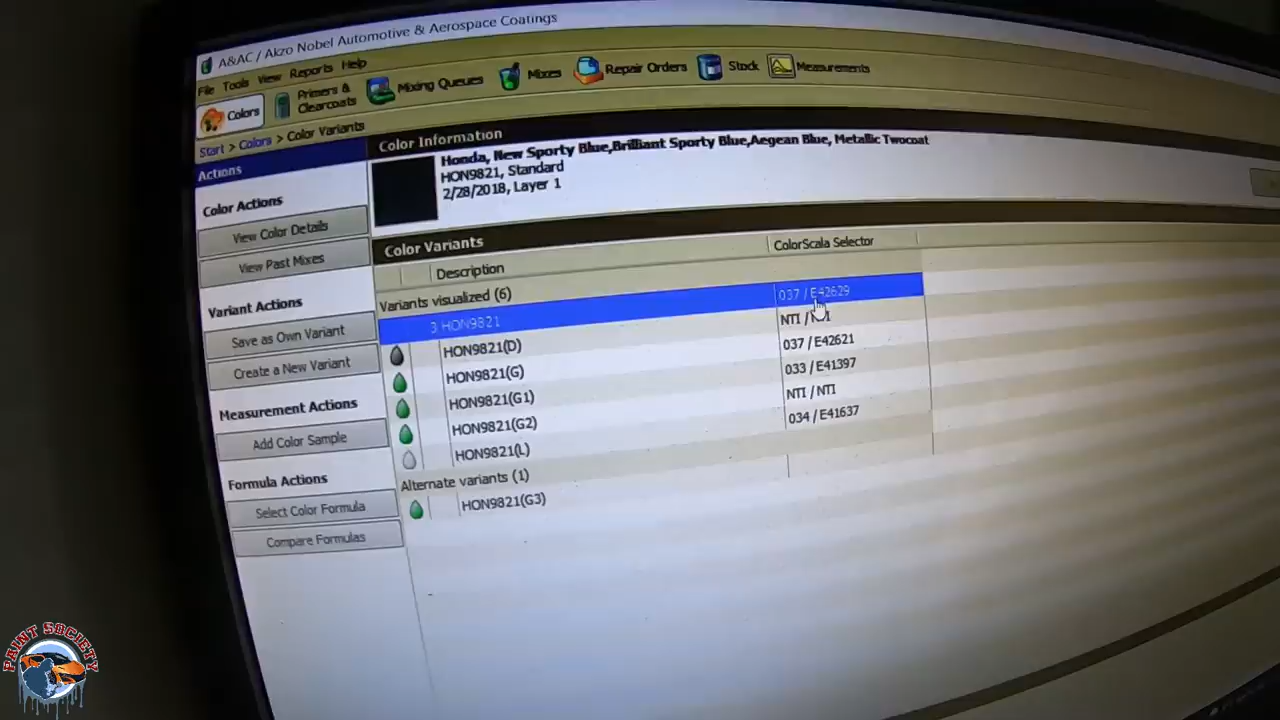 A&AC / Akzo Nobel Automotive & Aerospace Coatings
File Tools View Reports Help
Colors
Primers & Clearcoats
Mixing Queues
Mixes
Repair Orders
Stock
Measurements
Start > Colors > Color Variants
Actions
Color Actions
View Color Details
View Past Mixes
Variant Actions
Save as Own Variant
Create a New Variant
Measurement Actions
Add Color Sample
Formula Actions
Select Color Formula
Compare Formulas
Color Information
Honda, New Sporty Blue,Brilliant Sporty Blue,Aegean Blue, Metallic Twocoat
HON9821, Standard
2/28/2018, Layer 1
Color Variants
Description
ColorScala Selector
Variants visualized (6)
3 HON9821
037 / E42629
HON9821(D)
NTI /
HON9821(G)
037 / E42621
HON9821(G1)
033 / E41397
HON9821(G2)
NTI / NTI
HON9821(L)
034 / E41637
Alternate variants (1)
HON9821(G3)
PAINT SOCIETY